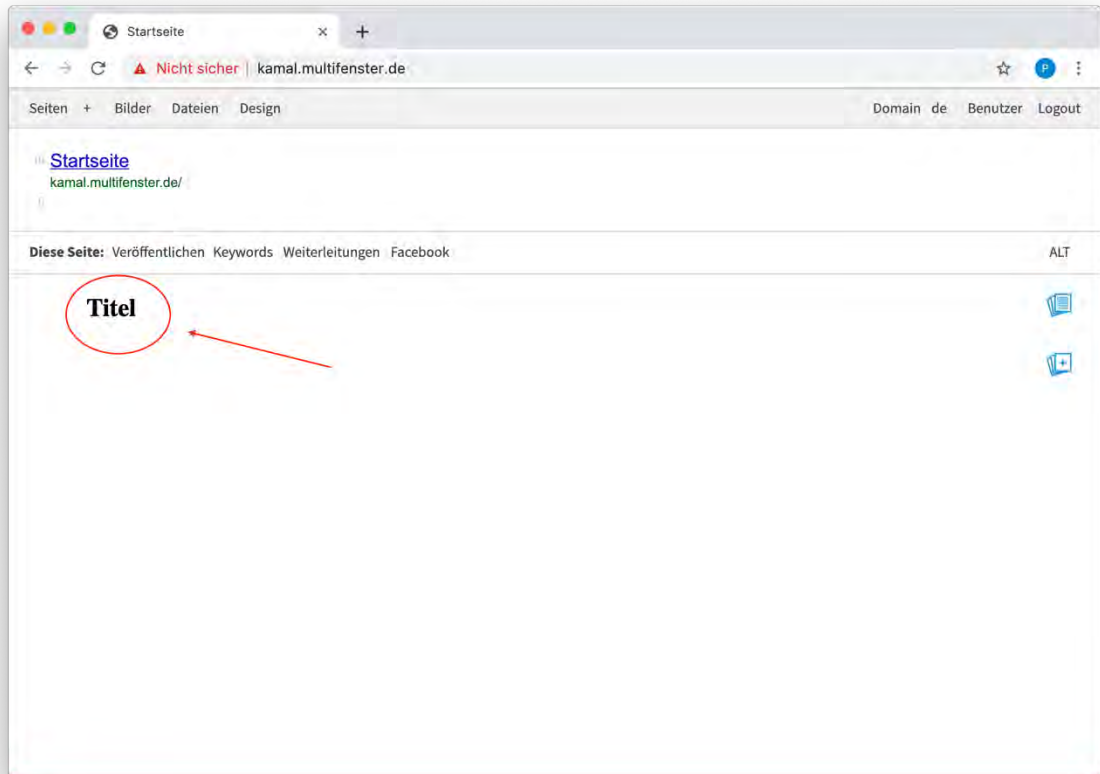 Startseite
Nicht sicher | kamal.multifenster.de
P
Seiten + Bilder Dateien Design Domain de Benutzer Logout
Startseite
kamal.multifenster.de/
Diese Seite: Veröffentlichen Keywords Weiterleitungen Facebook ALT
Titel